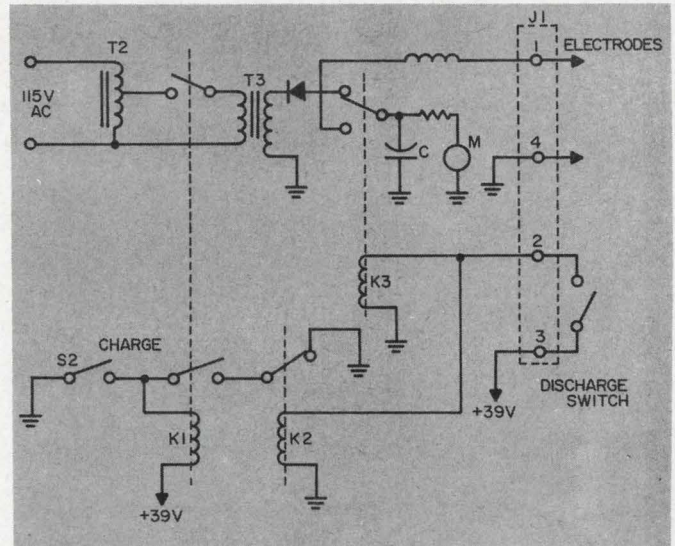 J1
T2
1
ELECTRODES
115V
AC
T3
C
M
4
2
K3
S2
CHARGE
3
DISCHARGE
SWITCH
+39V
K1
K2
+39V